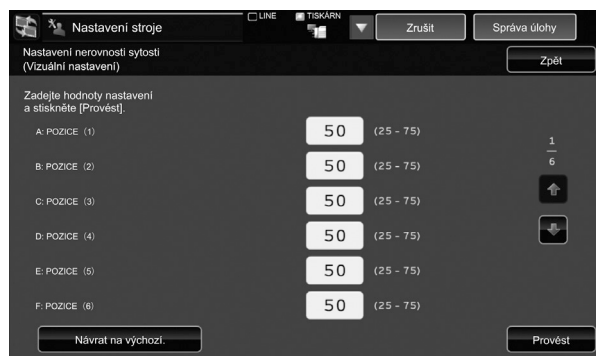 Nastavení stroje
LINE
TISKÁRN
Zrušit
Správa úlohy
Nastavení nerovnosti sytosti
(Vizuální nastavení)
Zpět
Zadejte hodnoty nastavení
a stiskněte [Provést].
A: POZICE (1) 50 (25 - 75)
B: POZICE (2) 50 (25 - 75)
C: POZICE (3) 50 (25 - 75)
D: POZICE (4) 50 (25 - 75)
E: POZICE (5) 50 (25 - 75)
F: POZICE (6) 50 (25 - 75)
1
6
Návrat na výchozí.
Provést